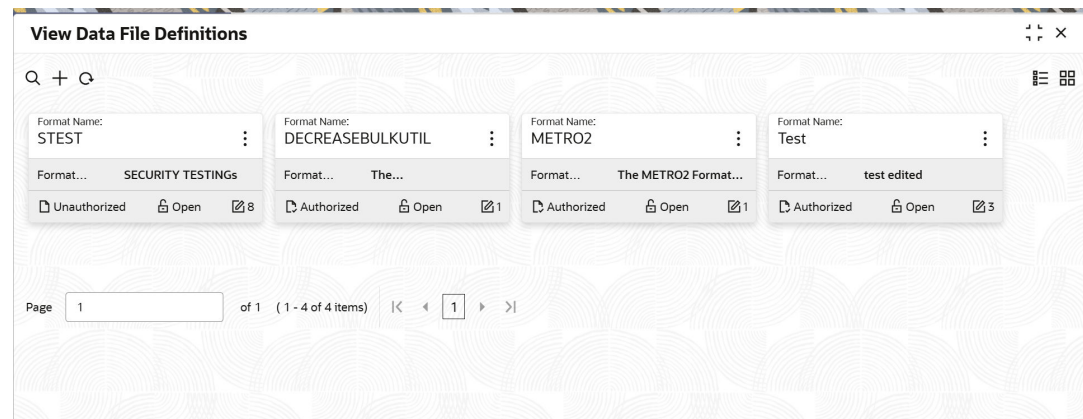 View Data File Definitions
Format Name: Format Name: Format Name: Format Name:
STEST DECREASEBULKUTIL METRO2 Test
Format... SECURITY TESTINGs Format... The... Format... The METRO2 Format... Format... test edited
Unauthorized Open 8 Authorized Open 1 Authorized Open 1 Authorized Open 3
Page 1 of 1 ( 1 - 4 of 4 items) 1